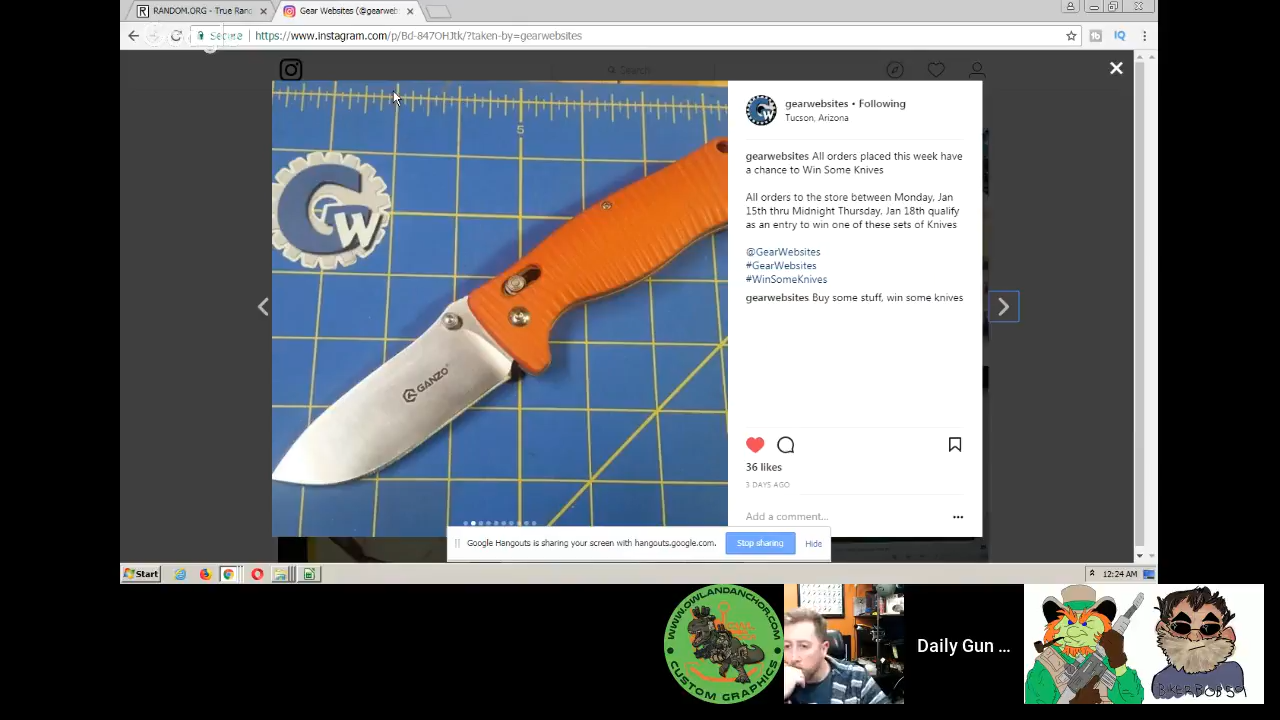 RANDOM.ORG - True Ran
Gear Websites (@gearweb
Secure
https://www.instagram.com/p/Bd-847OHJtk/?taken-by=gearwebsites
Search
5
GW
GANZO
gearwebsites • Following
Tucson, Arizona
gearwebsites All orders placed this week have
a chance to Win Some Knives
All orders to the store between Monday, Jan
15th thru Midnight Thursday, Jan 18th qualify
as an entry to win one of these sets of Knives
@GearWebsites
#GearWebsites
#WinSomeKnives
gearwebsites Buy some stuff, win some knives
36 likes
3 DAYS AGO
Add a comment...
Google Hangouts is sharing your screen with hangouts.google.com.
Stop sharing
Hide
Start
12:24 AM
WWW.OWLANDANCHOR.COM
CUSTOM GRAPHICS
Daily Gun ...